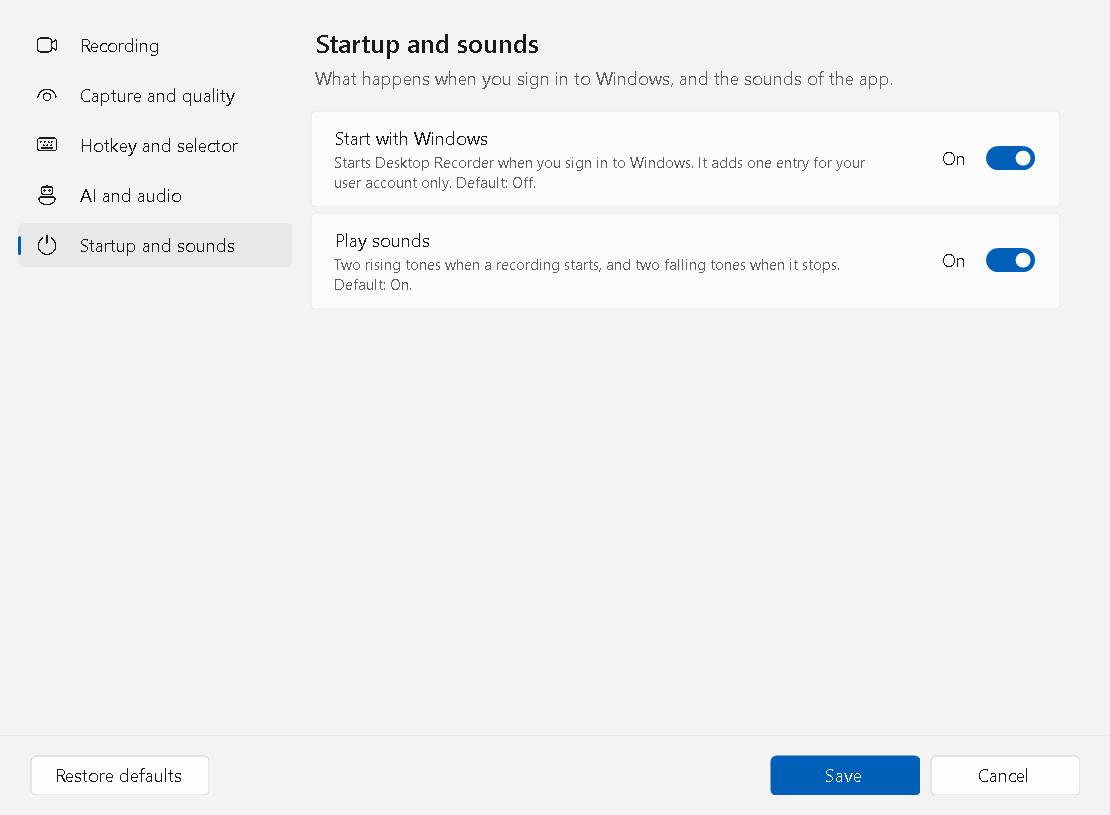 Recording
Capture and quality
Hotkey and selector
AI and audio
Startup and sounds
Startup and sounds
What happens when you sign in to Windows, and the sounds of the app.
Start with Windows
Starts Desktop Recorder when you sign in to Windows. It adds one entry for your
user account only. Default: Off.
On
Play sounds
Two rising tones when a recording starts, and two falling tones when it stops.
Default: On.
On
Restore defaults
Save
Cancel